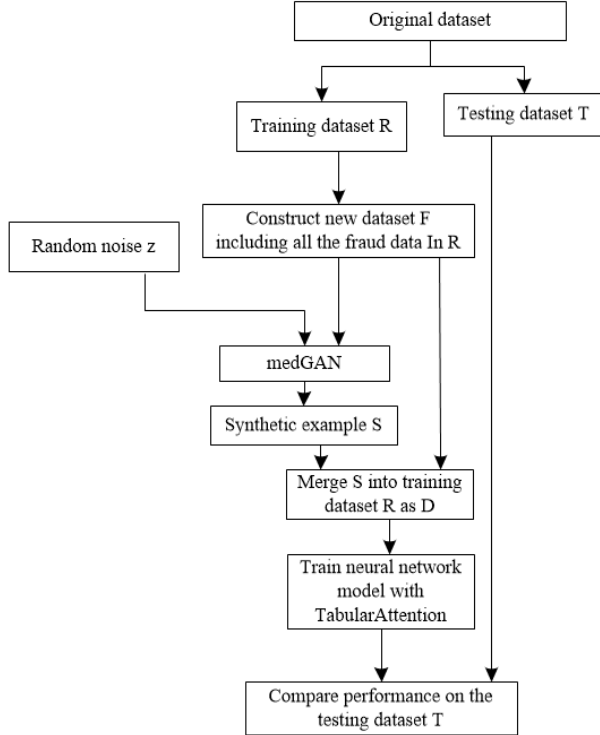 Original dataset
Training dataset R
Testing dataset T
Construct new dataset F
including all the fraud data In R
Random noise z
medGAN
Synthetic example S
Merge S into training
dataset R as D
Train neural network
model with
TabularAttention
Compare performance on the
testing dataset T